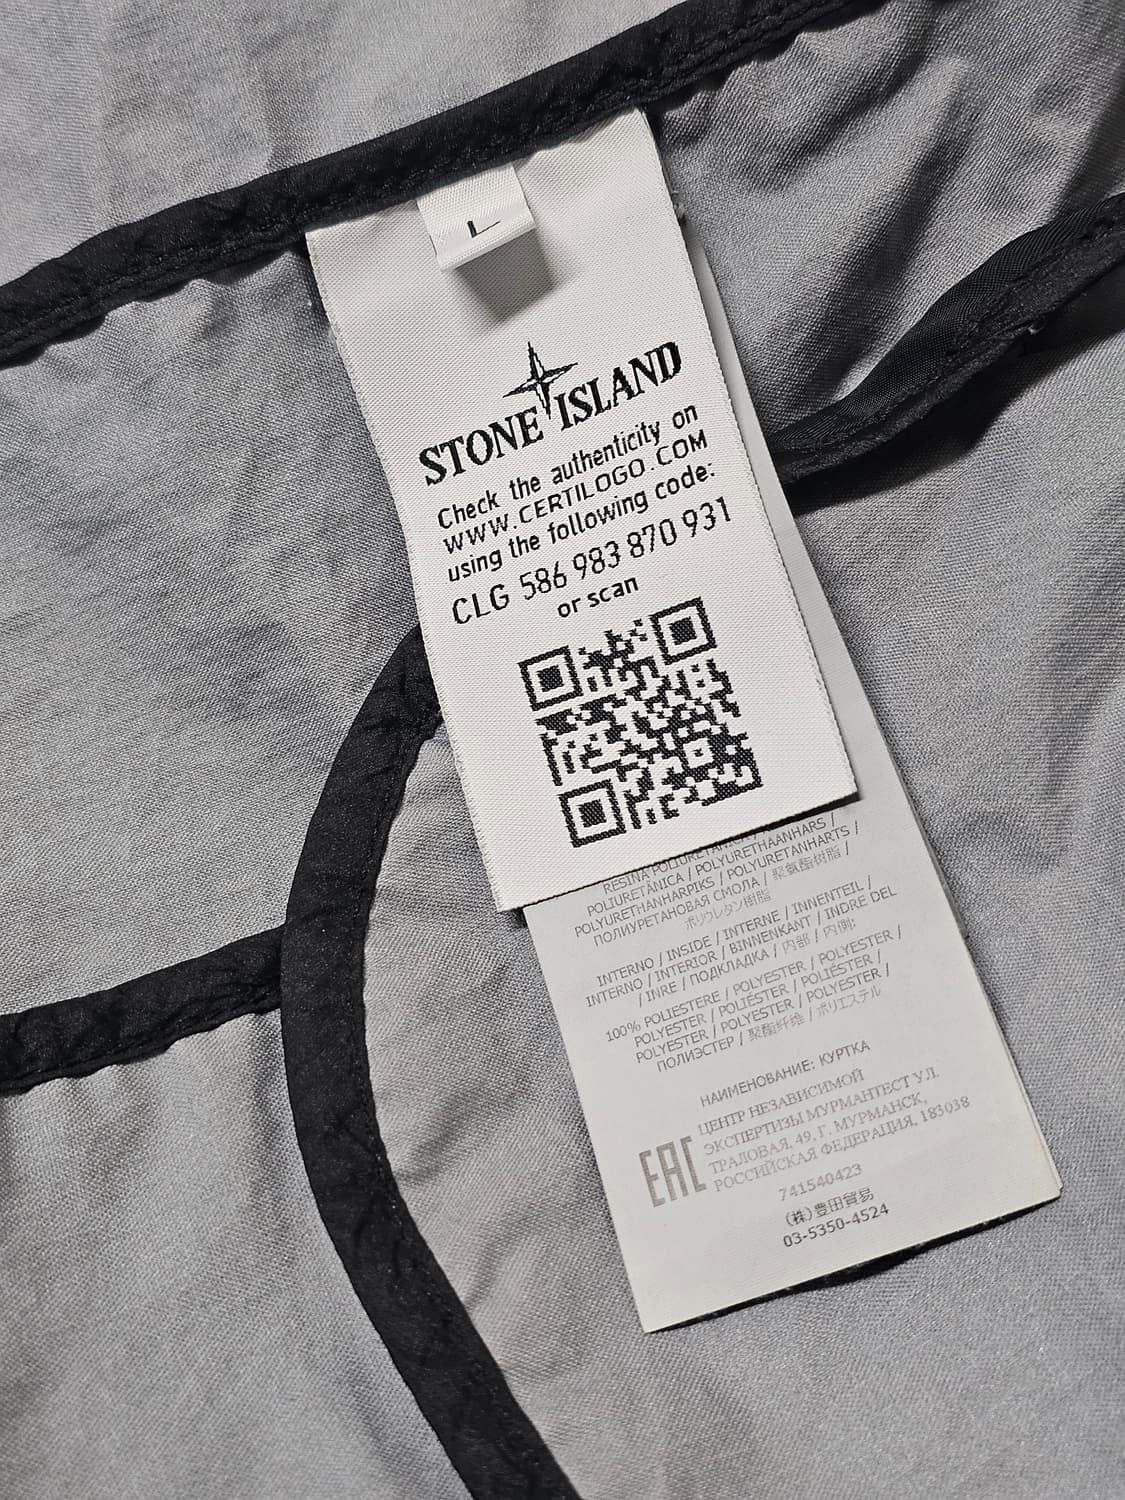 L
STONE ISLAND
Check the authenticity on
WWW.CERTILOGO.COM
using the following code:
CLG 586 983 870 931
or scan
RESINA POLIURETÂNICA /
POLIURETÂNICA / POLYURETHAANHARS /
POLYURETHANHARPIKS / POLYURETANHARTS /
ПОЛИУРЕТАНОВАЯ СМОЛА / 聚氨酯树脂 /
ポリウレタン樹脂
INTERNO / INSIDE / INTERNE / INNENTEIL /
INTERNO / INTERIOR / BINNENKANT / INDRE DEL
/ INRE / ПОДКЛАДКА / 内部 / 内側:
100% POLIESTERE / POLYESTER / POLYESTER /
POLYESTER / POLIÉSTER / POLIÉSTER /
POLYESTER / POLYESTER / POLYESTER /
ПОЛИЭСТЕР / 聚酯纤维 / ポリエステル
НАИМЕНОВАНИЕ: КУРТКА
EAC
ЦЕНТР НЕЗАВИСИМОЙ
ЭКСПЕРТИЗЫ МУРМАНТЕСТ УЛ.
ТРАЛОВАЯ, 49, Г. МУРМАНСК,
РОССИЙСКАЯ ФЕДЕРАЦИЯ, 183038
741540423
(株)豊田貿易
03-5350-4524